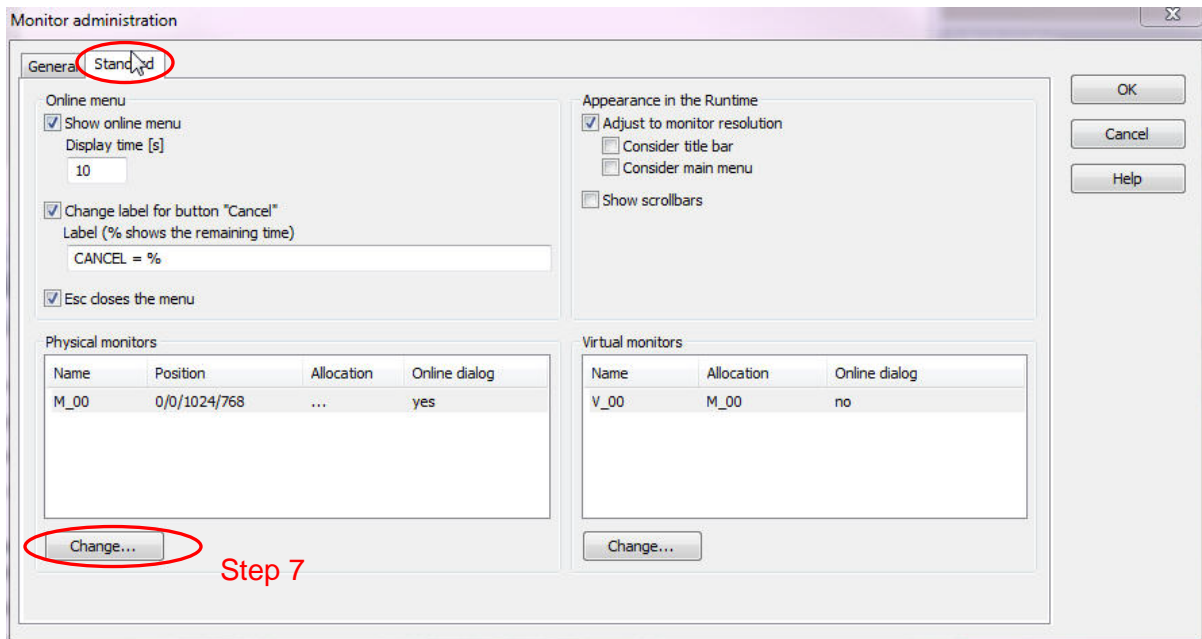 Monitor administration
General
Standard
Online menu
Show online menu
Display time [s]
10
Change label for button "Cancel"
Label (% shows the remaining time)
CANCEL = %
Esc closes the menu
Appearance in the Runtime
Adjust to monitor resolution
Consider title bar
Consider main menu
Show scrollbars
OK
Cancel
Help
Physical monitors
Name Position Allocation Online dialog
M_00 0/0/1024/768 ... yes
Change...
Step 7
Virtual monitors
Name Allocation Online dialog
V_00 M_00 no
Change...